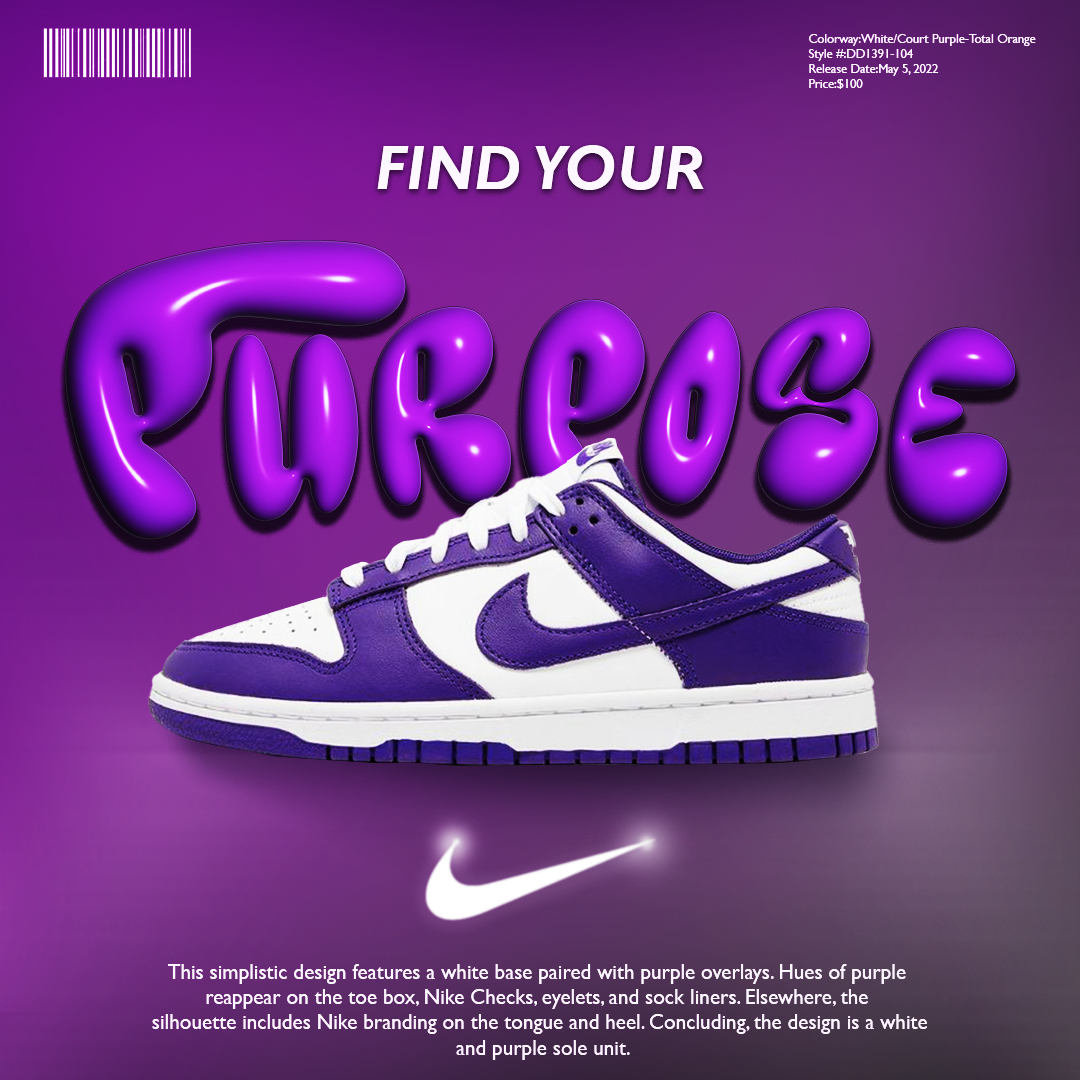 Colorway:White/Court Purple-Total Orange
Style #:DD1391-104
Release Date:May 5, 2022
Price:$100
FIND YOUR
PURPOSE
This simplistic design features a white base paired with purple overlays. Hues of purple
reappear on the toe box, Nike Checks, eyelets, and sock liners. Elsewhere, the
silhouette includes Nike branding on the tongue and heel. Concluding, the design is a white
and purple sole unit.